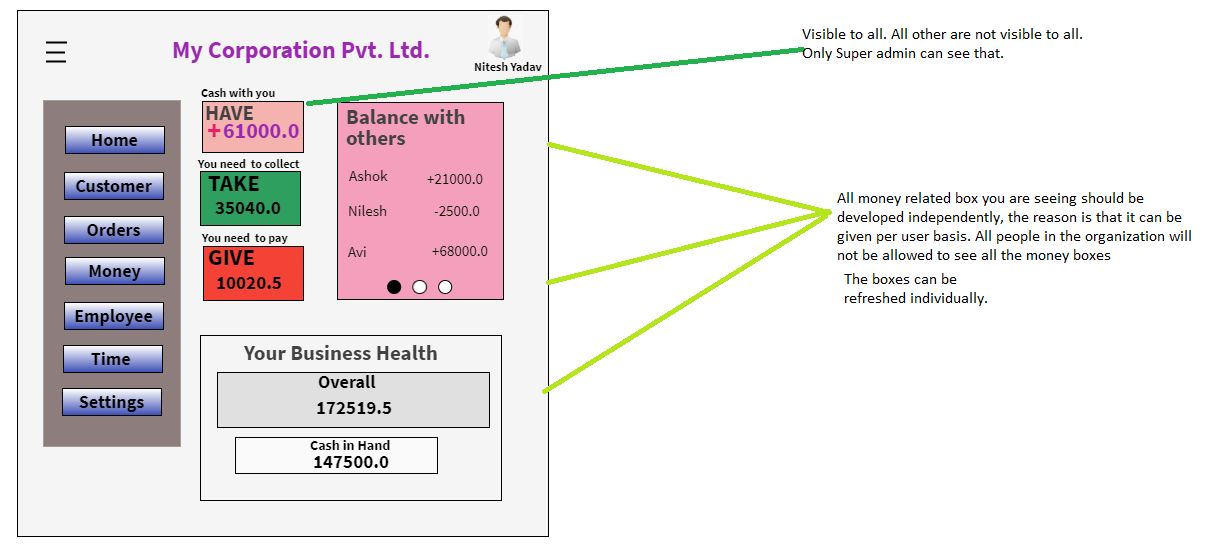 My Corporation Pvt. Ltd.
Nitesh Yadav
Home
Customer
Orders
Money
Employee
Time
Settings
Cash with you
HAVE
+61000.0
You need to collect
TAKE
35040.0
You need to pay
GIVE
10020.5
Balance with
others
Ashok +21000.0
Nilesh -2500.0
Avi +68000.0
Your Business Health
Overall
172519.5
Cash in Hand
147500.0
Visible to all. All other are not visible to all.
Only Super admin can see that.
All money related box you are seeing should be
developed independently, the reason is that it can be
given per user basis. All people in the organization will
not be allowed to see all the money boxes
The boxes can be
refreshed individually.